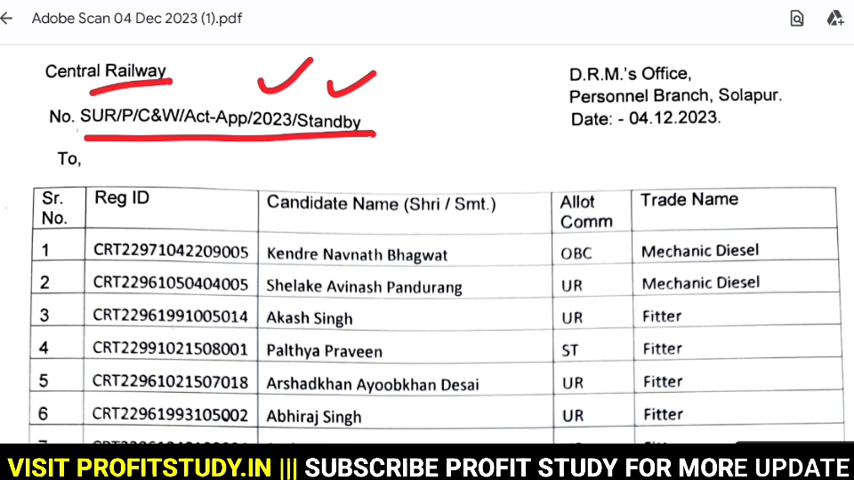 Adobe Scan 04 Dec 2023 (1).pdf
Central Railway
D.R.M.'s Office,
Personnel Branch, Solapur.
No. SUR/P/C&W/Act-App/2023/Standby
Date: - 04.12.2023.
To,
Sr. No. Reg ID Candidate Name (Shri / Smt.) Allot Comm Trade Name
1 CRT22971042209005 Kendre Navnath Bhagwat OBC Mechanic Diesel
2 CRT22961050404005 Shelake Avinash Pandurang UR Mechanic Diesel
3 CRT22961991005014 Akash Singh UR Fitter
4 CRT22991021508001 Palthya Praveen ST Fitter
5 CRT22961021507018 Arshadkhan Ayoobkhan Desai UR Fitter
6 CRT22961993105002 Abhiraj Singh UR Fitter
VISIT PROFITSTUDY.IN ||| SUBSCRIBE PROFIT STUDY FOR MORE UPDATE